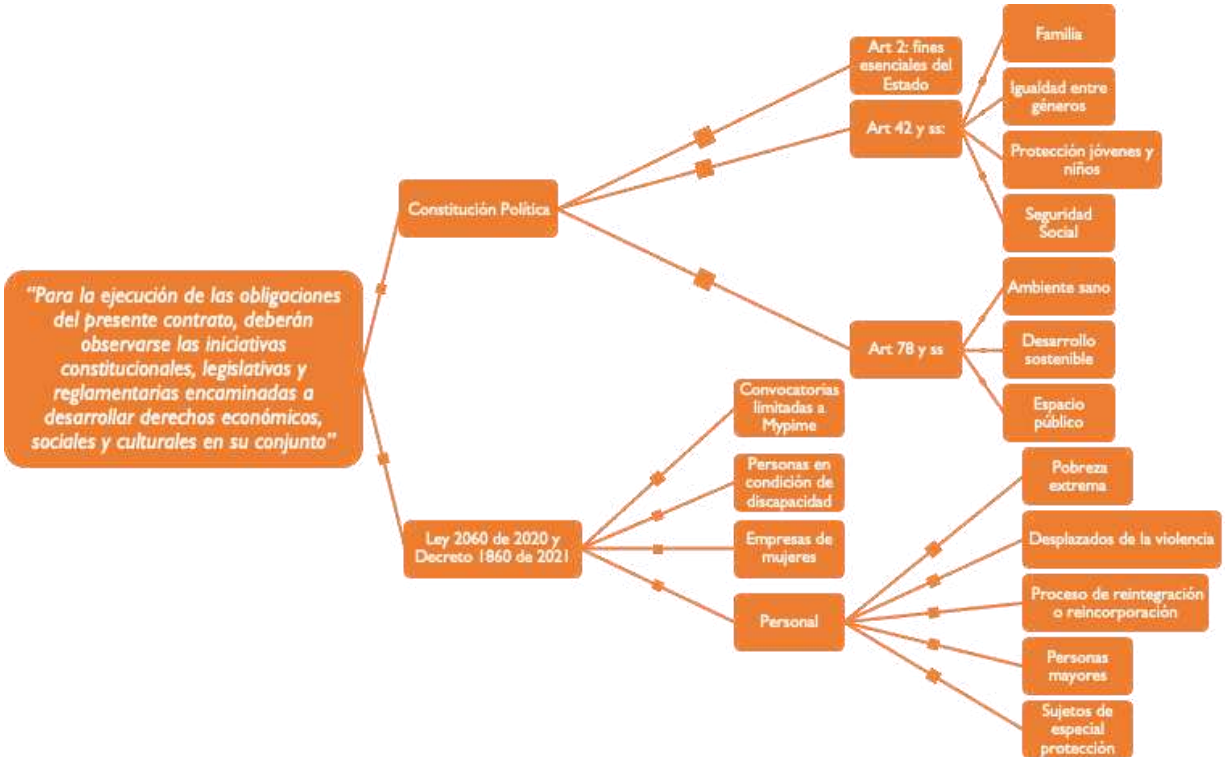 "Para la ejecución de las obligaciones
del presente contrato, deberán
observarse las iniciativas
constitucionales, legislativas y
reglamentarias encaminadas a
desarrollar derechos económicos,
sociales y culturales en su conjunto"
Constitución Política
Art 2: fines
esenciales del
Estado
Art 42 y ss:
Familia
Igualdad entre
géneros
Protección jóvenes y
niños
Seguridad
Social
Art 78 y ss
Ambiente sano
Desarrollo
sostenible
Espacio
público
Ley 2060 de 2020 y
Decreto 1860 de 2021
Convocatorias
limitadas a
Mypime
Personas en
condición de
discapacidad
Empresas de
mujeres
Personal
Pobreza
extrema
Desplazados de la violencia
Proceso de reintegración
o reincorporación
Personas
mayores
Sujetos de
especial
protección